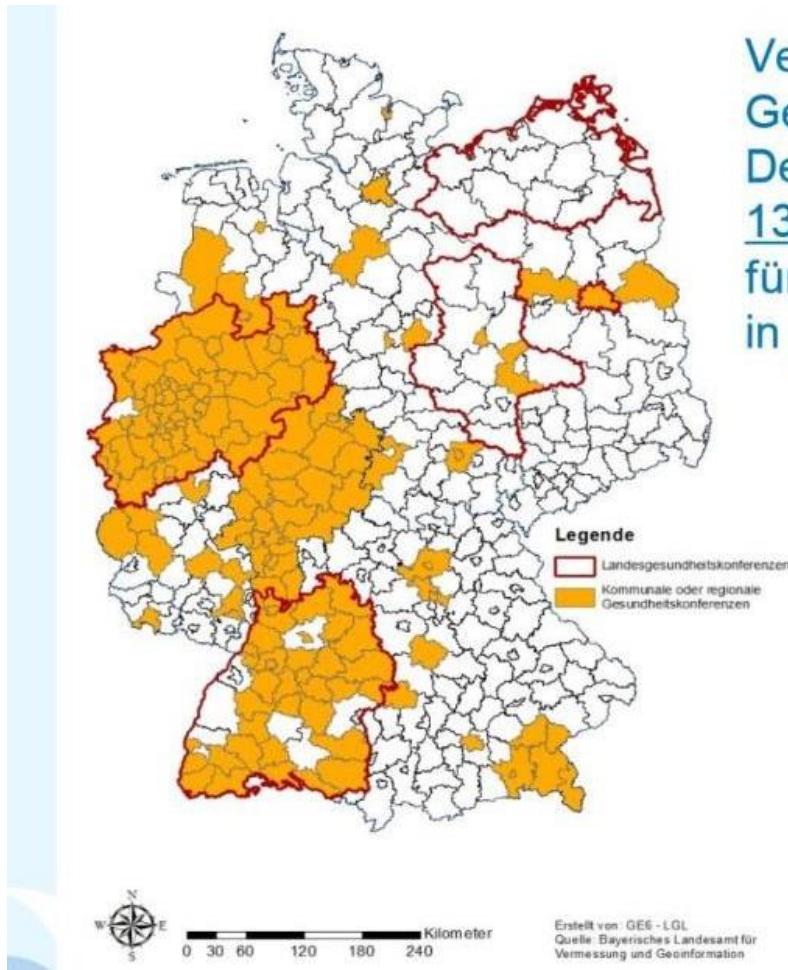 Ve
Ge
De
13
für
in
Legende
Landesgesundheitskonferenzen
Kommunale oder regionale
Gesundheitskonferenzen
N
W E
S
Kilometer
0 30 60 120 180 240
Erstellt von: GE6 - LGL
Quelle: Bayerisches Landesamt für
Vermessung und Geoinformation